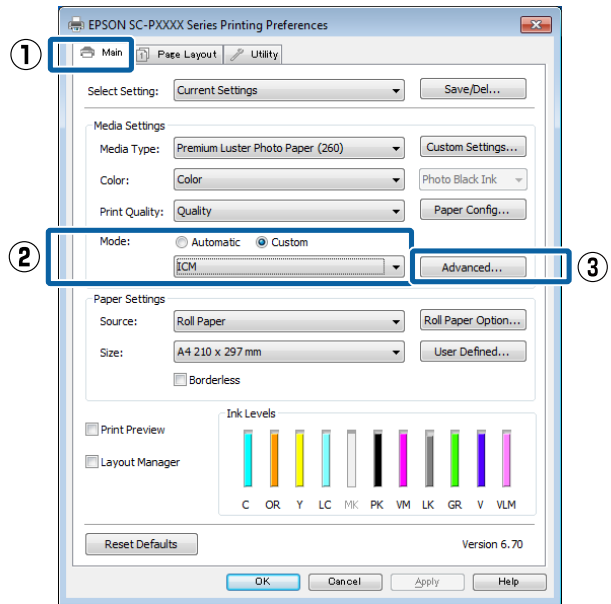 EPSON SC-PXXXX Series Printing Preferences
① Main Page Layout Utility
Select Setting: Current Settings Save/Del...
Media Settings
Media Type: Premium Luster Photo Paper (260) Custom Settings...
Color: Color Photo Black Ink
Print Quality: Quality Paper Config...
② Mode: Automatic Custom
ICM Advanced... ③
Paper Settings
Source: Roll Paper Roll Paper Option...
Size: A4 210 x 297 mm User Defined...
Borderless
Ink Levels
Print Preview
Layout Manager
C OR Y LC MK PK VM LK GR V VLM
Reset Defaults Version 6.70
OK Cancel Apply Help